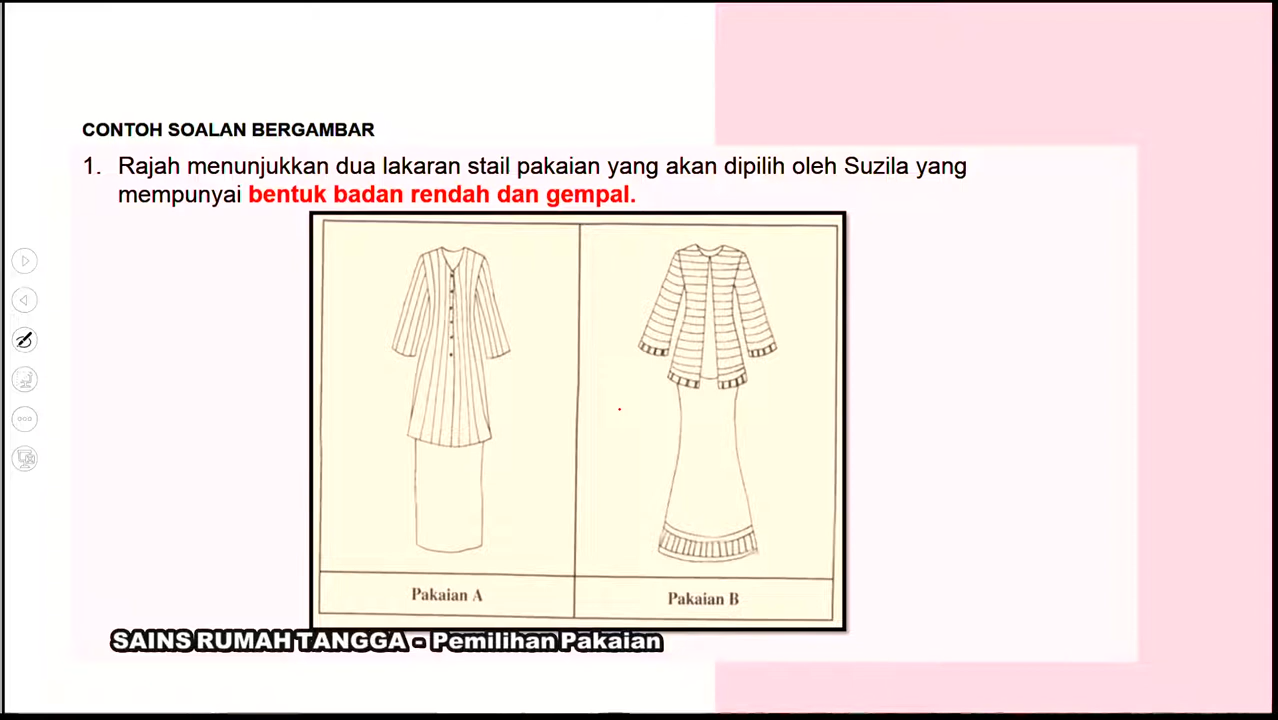 CONTOH SOALAN BERGAMBAR
1. Rajah menunjukkan dua lakaran stail pakaian yang akan dipilih oleh Suzila yang
mempunyai bentuk badan rendah dan gempal.
Pakaian A
Pakaian B
SAINS RUMAH TANGGA - Pemilihan Pakaian